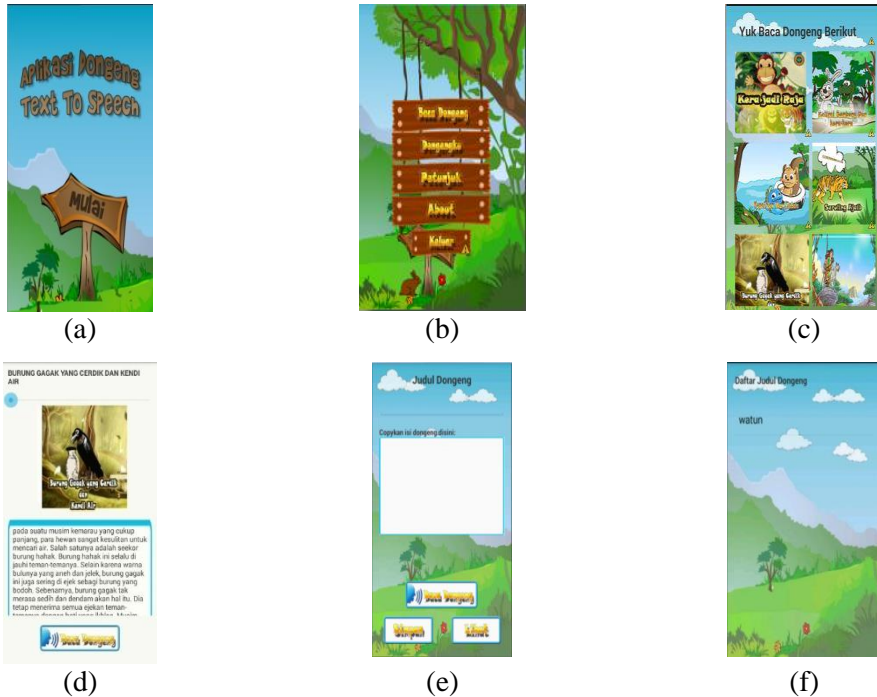 Aplikasi Dongeng
Text To Speech
Mulai
(a)
Baca Dongeng
Dongengku
Petunjuk
About
Keluar
(b)
Yuk Baca Dongeng Berikut
Kera jadi Raja
Seruling Ajaib
Burung Gagak yang Cerdik
(c)
BURUNG GAGAK YANG CERDIK DAN KENDI
AIR
Burung Gagak yang Cerdik
dan
Kendi Air
pada suatu musim kemarau yang cukup
panjang, para hewan sangat kesulitan untuk
mencari air. Salah satunya adalah seekor
burung hahak. Burung hahak ini selalu di
jauhi teman-temanya. Selain karena warna
bulunya yang aneh dan jelek, burung gagak
ini juga sering di ejek sebagi burung yang
bodoh. Sebenarnya, burung gagak tak
merasa sedih dan dendam akan hal itu. Dia
tetap menerima semua ejekan teman-
Baca Dongeng
(d)
Judul Dongeng
Copykan isi dongeng disini:
Baca Dongeng
Simpan
Lihat
(e)
Daftar Judul Dongeng
watun
(f)